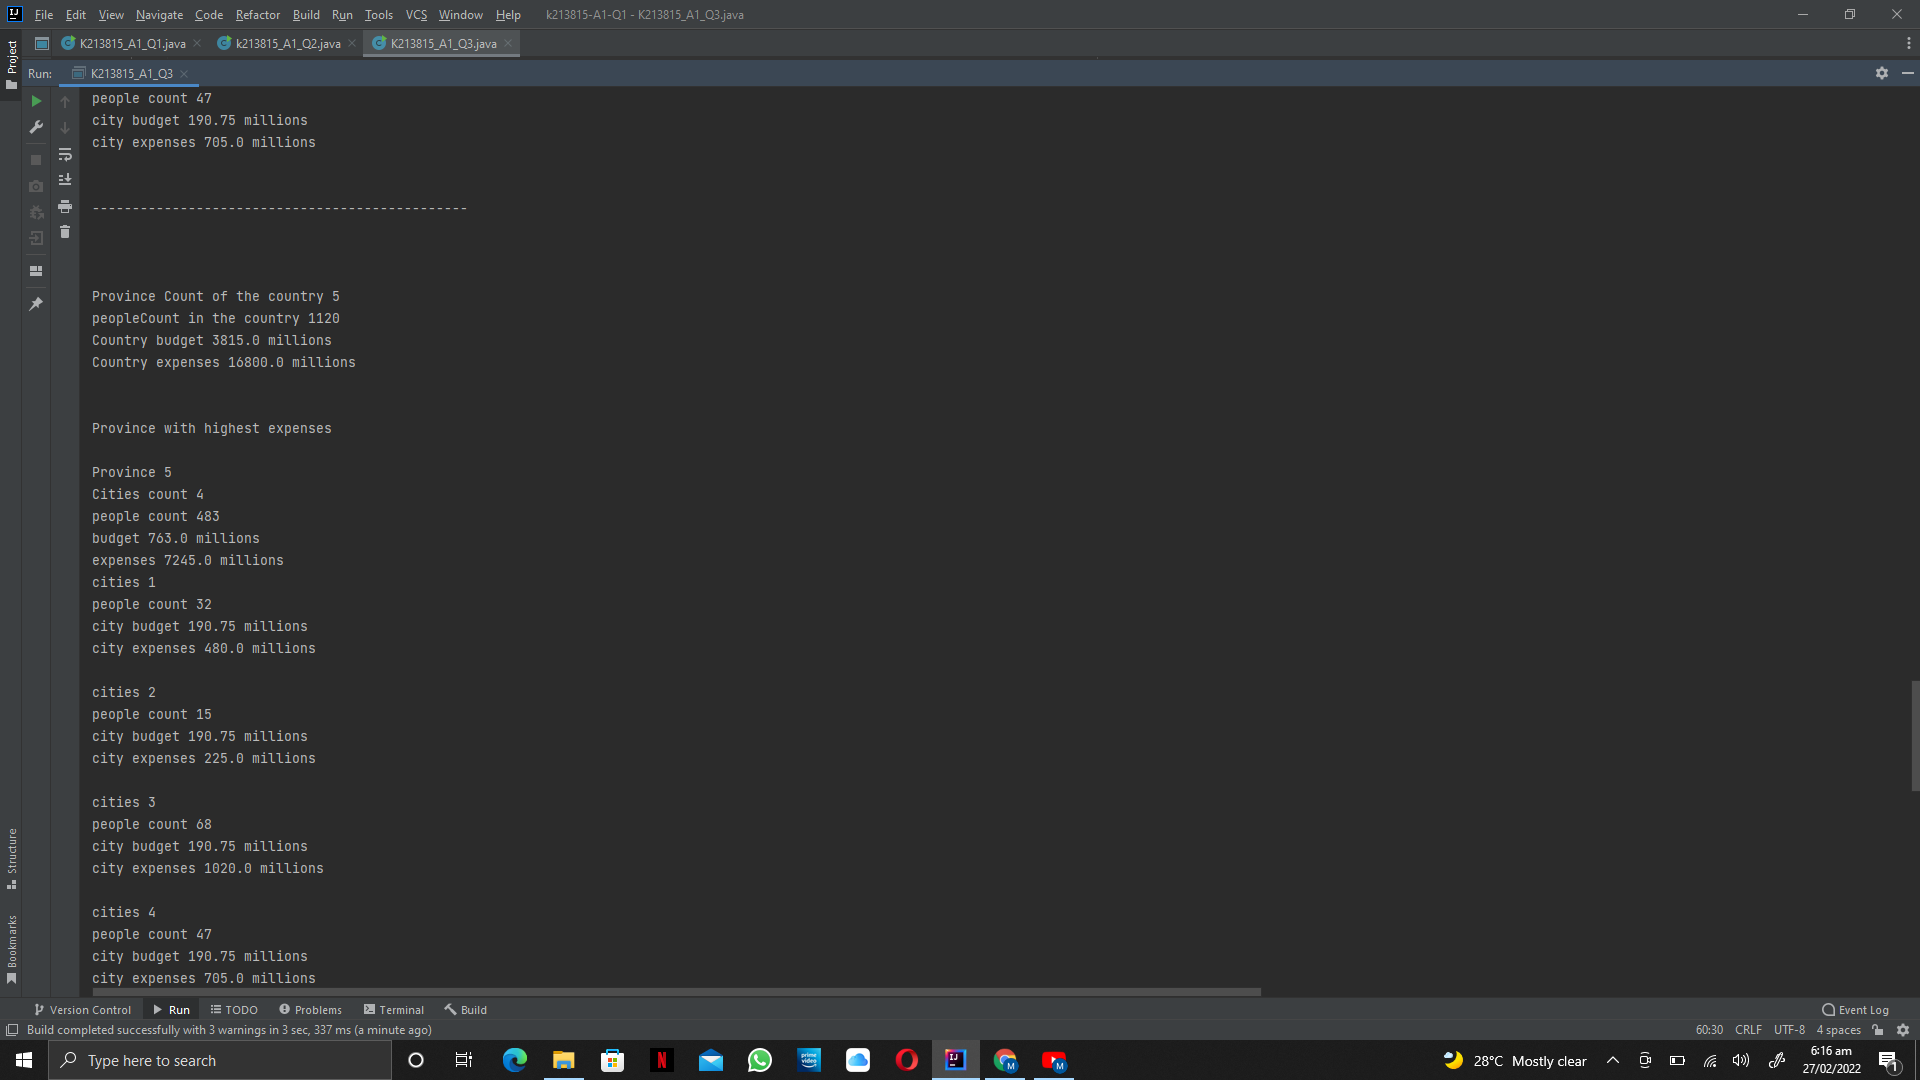 File Edit View Navigate Code Refactor Build Run Tools VCS Window Help k213815-A1-Q1 - K213815_A1_Q3.java
Project
K213815_A1_Q1.java k213815_A1_Q2.java K213815_A1_Q3.java
Run: K213815_A1_Q3
people count 47
city budget 190.75 millions
city expenses 705.0 millions
-----------------------------------------------
Province Count of the country 5
peopleCount in the country 1120
Country budget 3815.0 millions
Country expenses 16800.0 millions
Province with highest expenses
Province 5
Cities count 4
people count 483
budget 763.0 millions
expenses 7245.0 millions
cities 1
people count 32
city budget 190.75 millions
city expenses 480.0 millions
cities 2
people count 15
city budget 190.75 millions
city expenses 225.0 millions
cities 3
people count 68
city budget 190.75 millions
city expenses 1020.0 millions
cities 4
people count 47
city budget 190.75 millions
city expenses 705.0 millions
Structure
Bookmarks
Version Control Run TODO Problems Terminal Build Event Log
Build completed successfully with 3 warnings in 3 sec, 337 ms (a minute ago) 60:30 CRLF UTF-8 4 spaces
Type here to search
N
prime video
IJ
M
M
28°C Mostly clear
6:16 am
27/02/2022
1